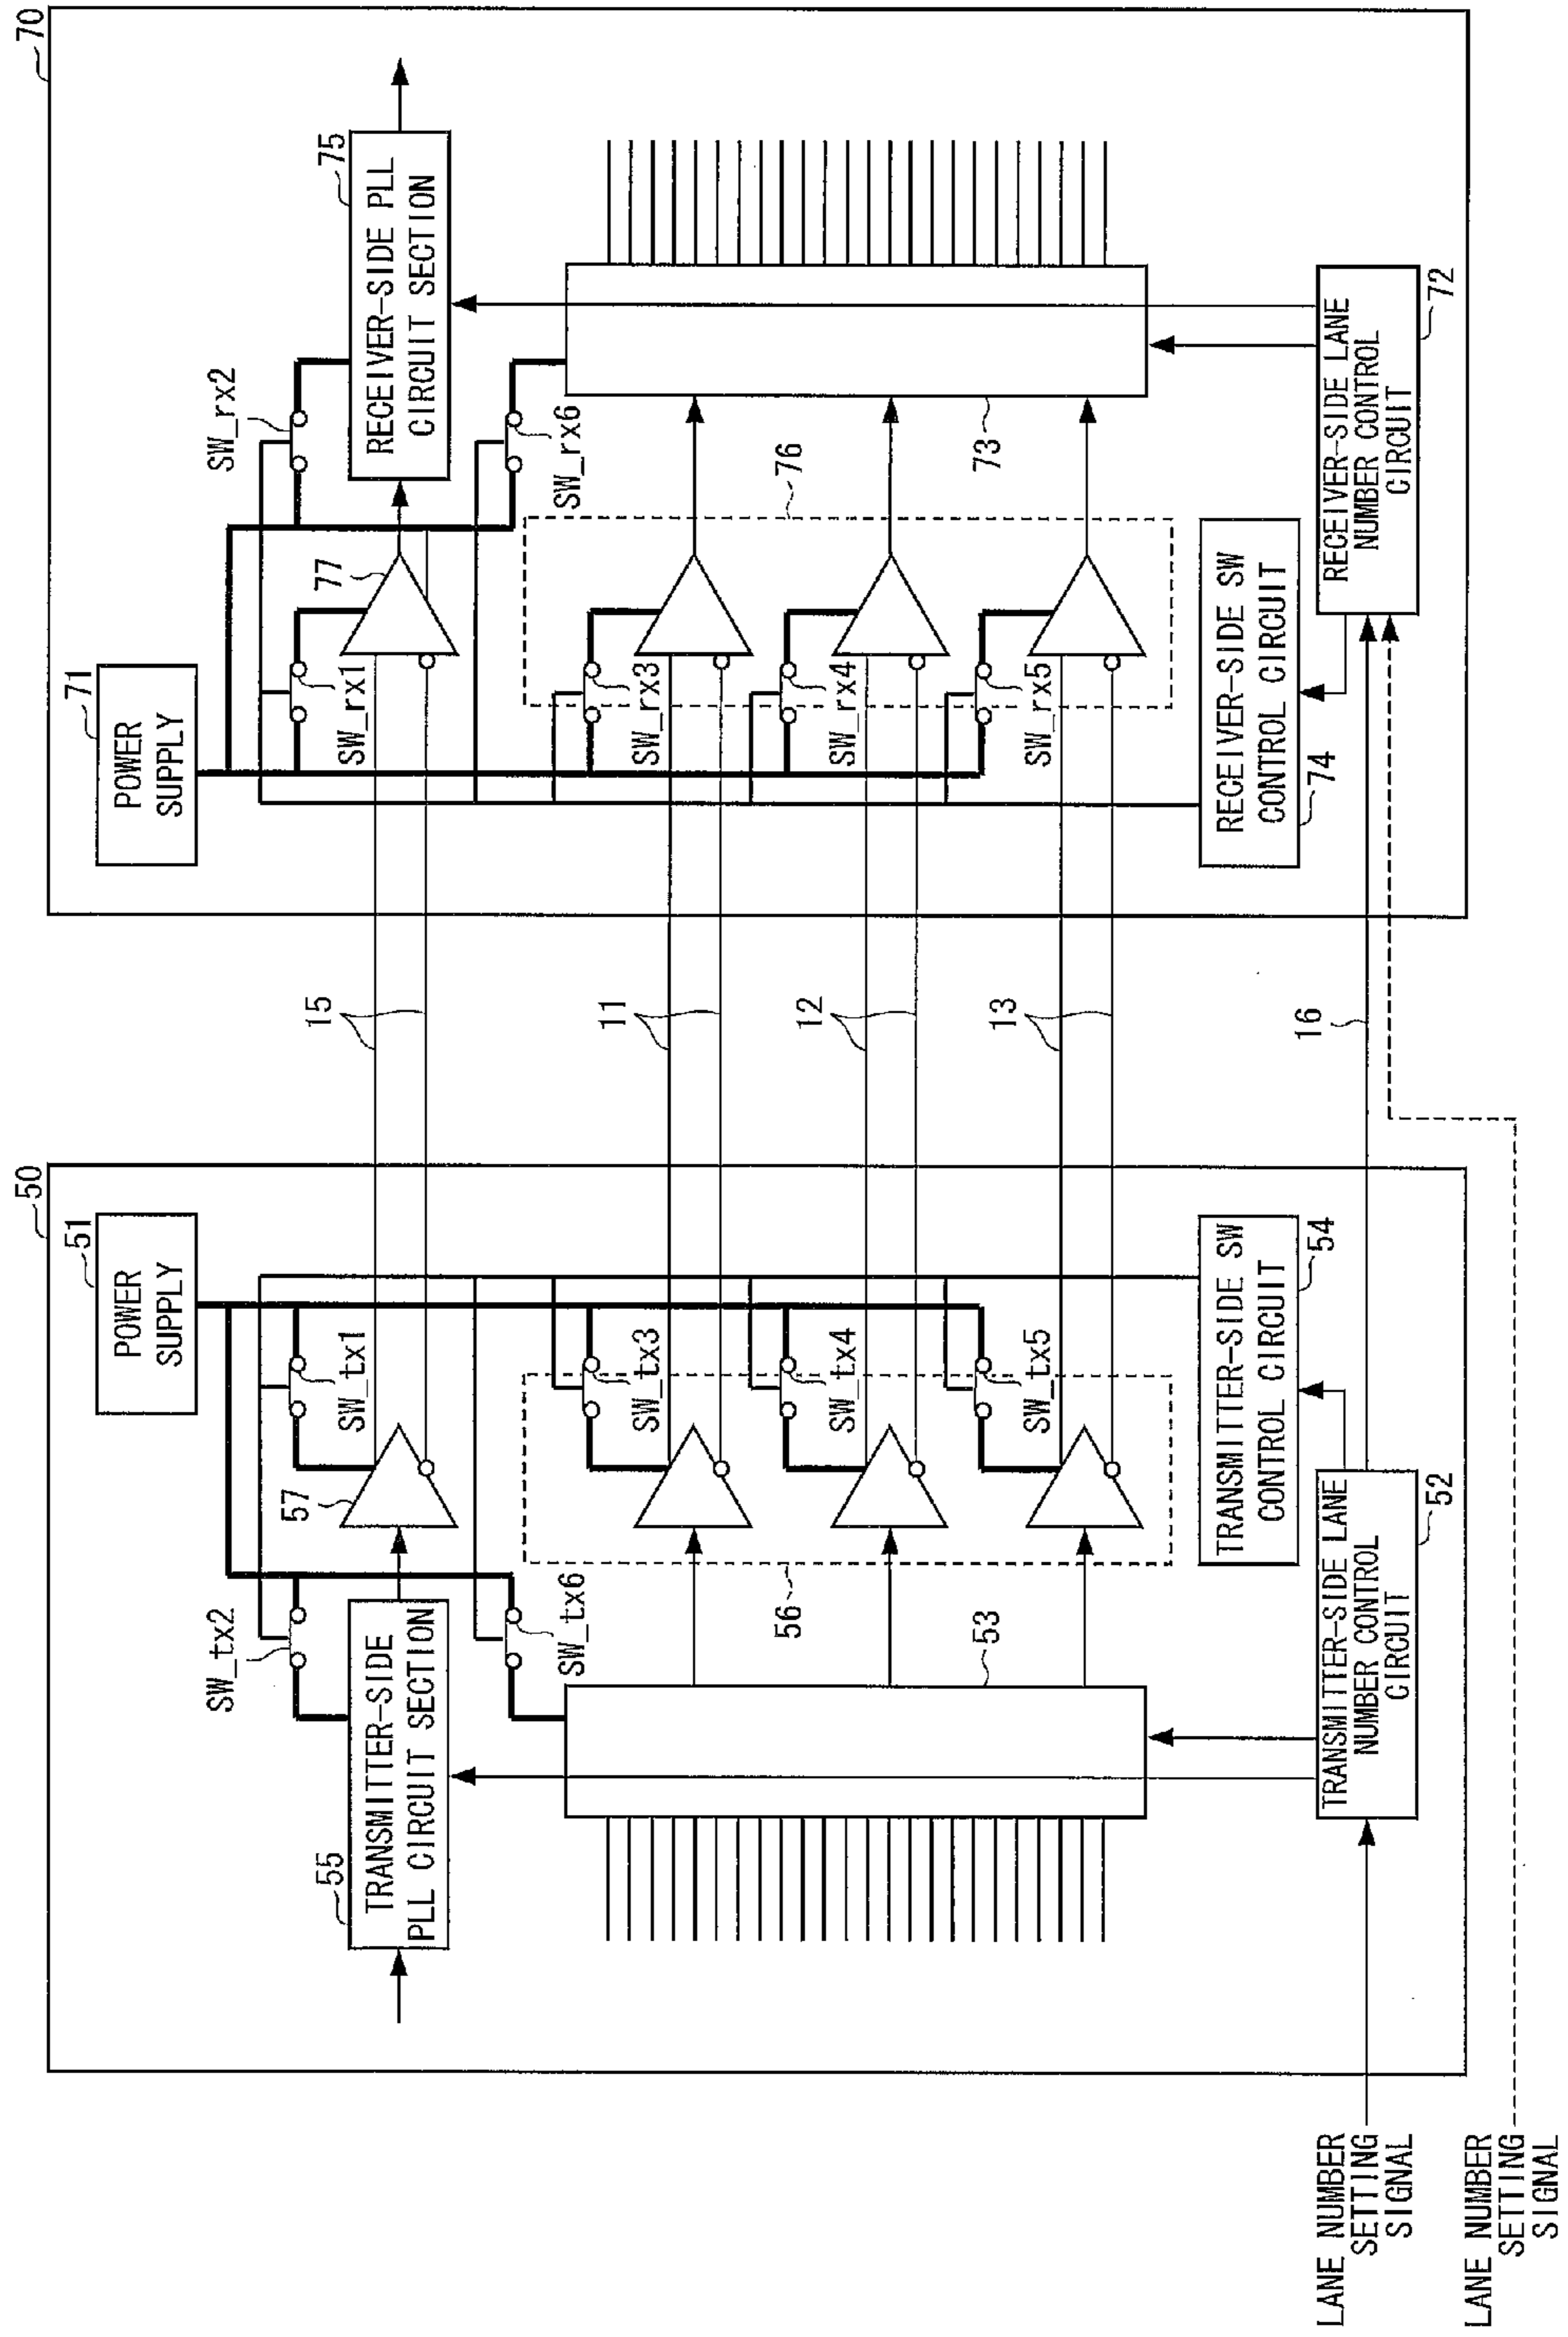 50
51
POWER
SUPPLY
SW_tx2
SW_tx1
55
TRANSMITTER-SIDE
PLL CIRCUIT SECTION
57
SW_tx6
SW_tx3
SW_tx4
SW_tx5
56
53
TRANSMITTER-SIDE SW
CONTROL CIRCUIT
54
TRANSMITTER-SIDE LANE
NUMBER CONTROL
CIRCUIT
52
LANE NUMBER
SETTING
SIGNAL
LANE NUMBER
SETTING
SIGNAL
15
11
12
13
16
70
71
POWER
SUPPLY
SW_rx1
SW_rx2
77
75
RECEIVER-SIDE PLL
CIRCUIT SECTION
SW_rx6
SW_rx3
SW_rx4
SW_rx5
76
73
RECEIVER-SIDE SW
CONTROL CIRCUIT
74
RECEIVER-SIDE LANE
NUMBER CONTROL
CIRCUIT
72